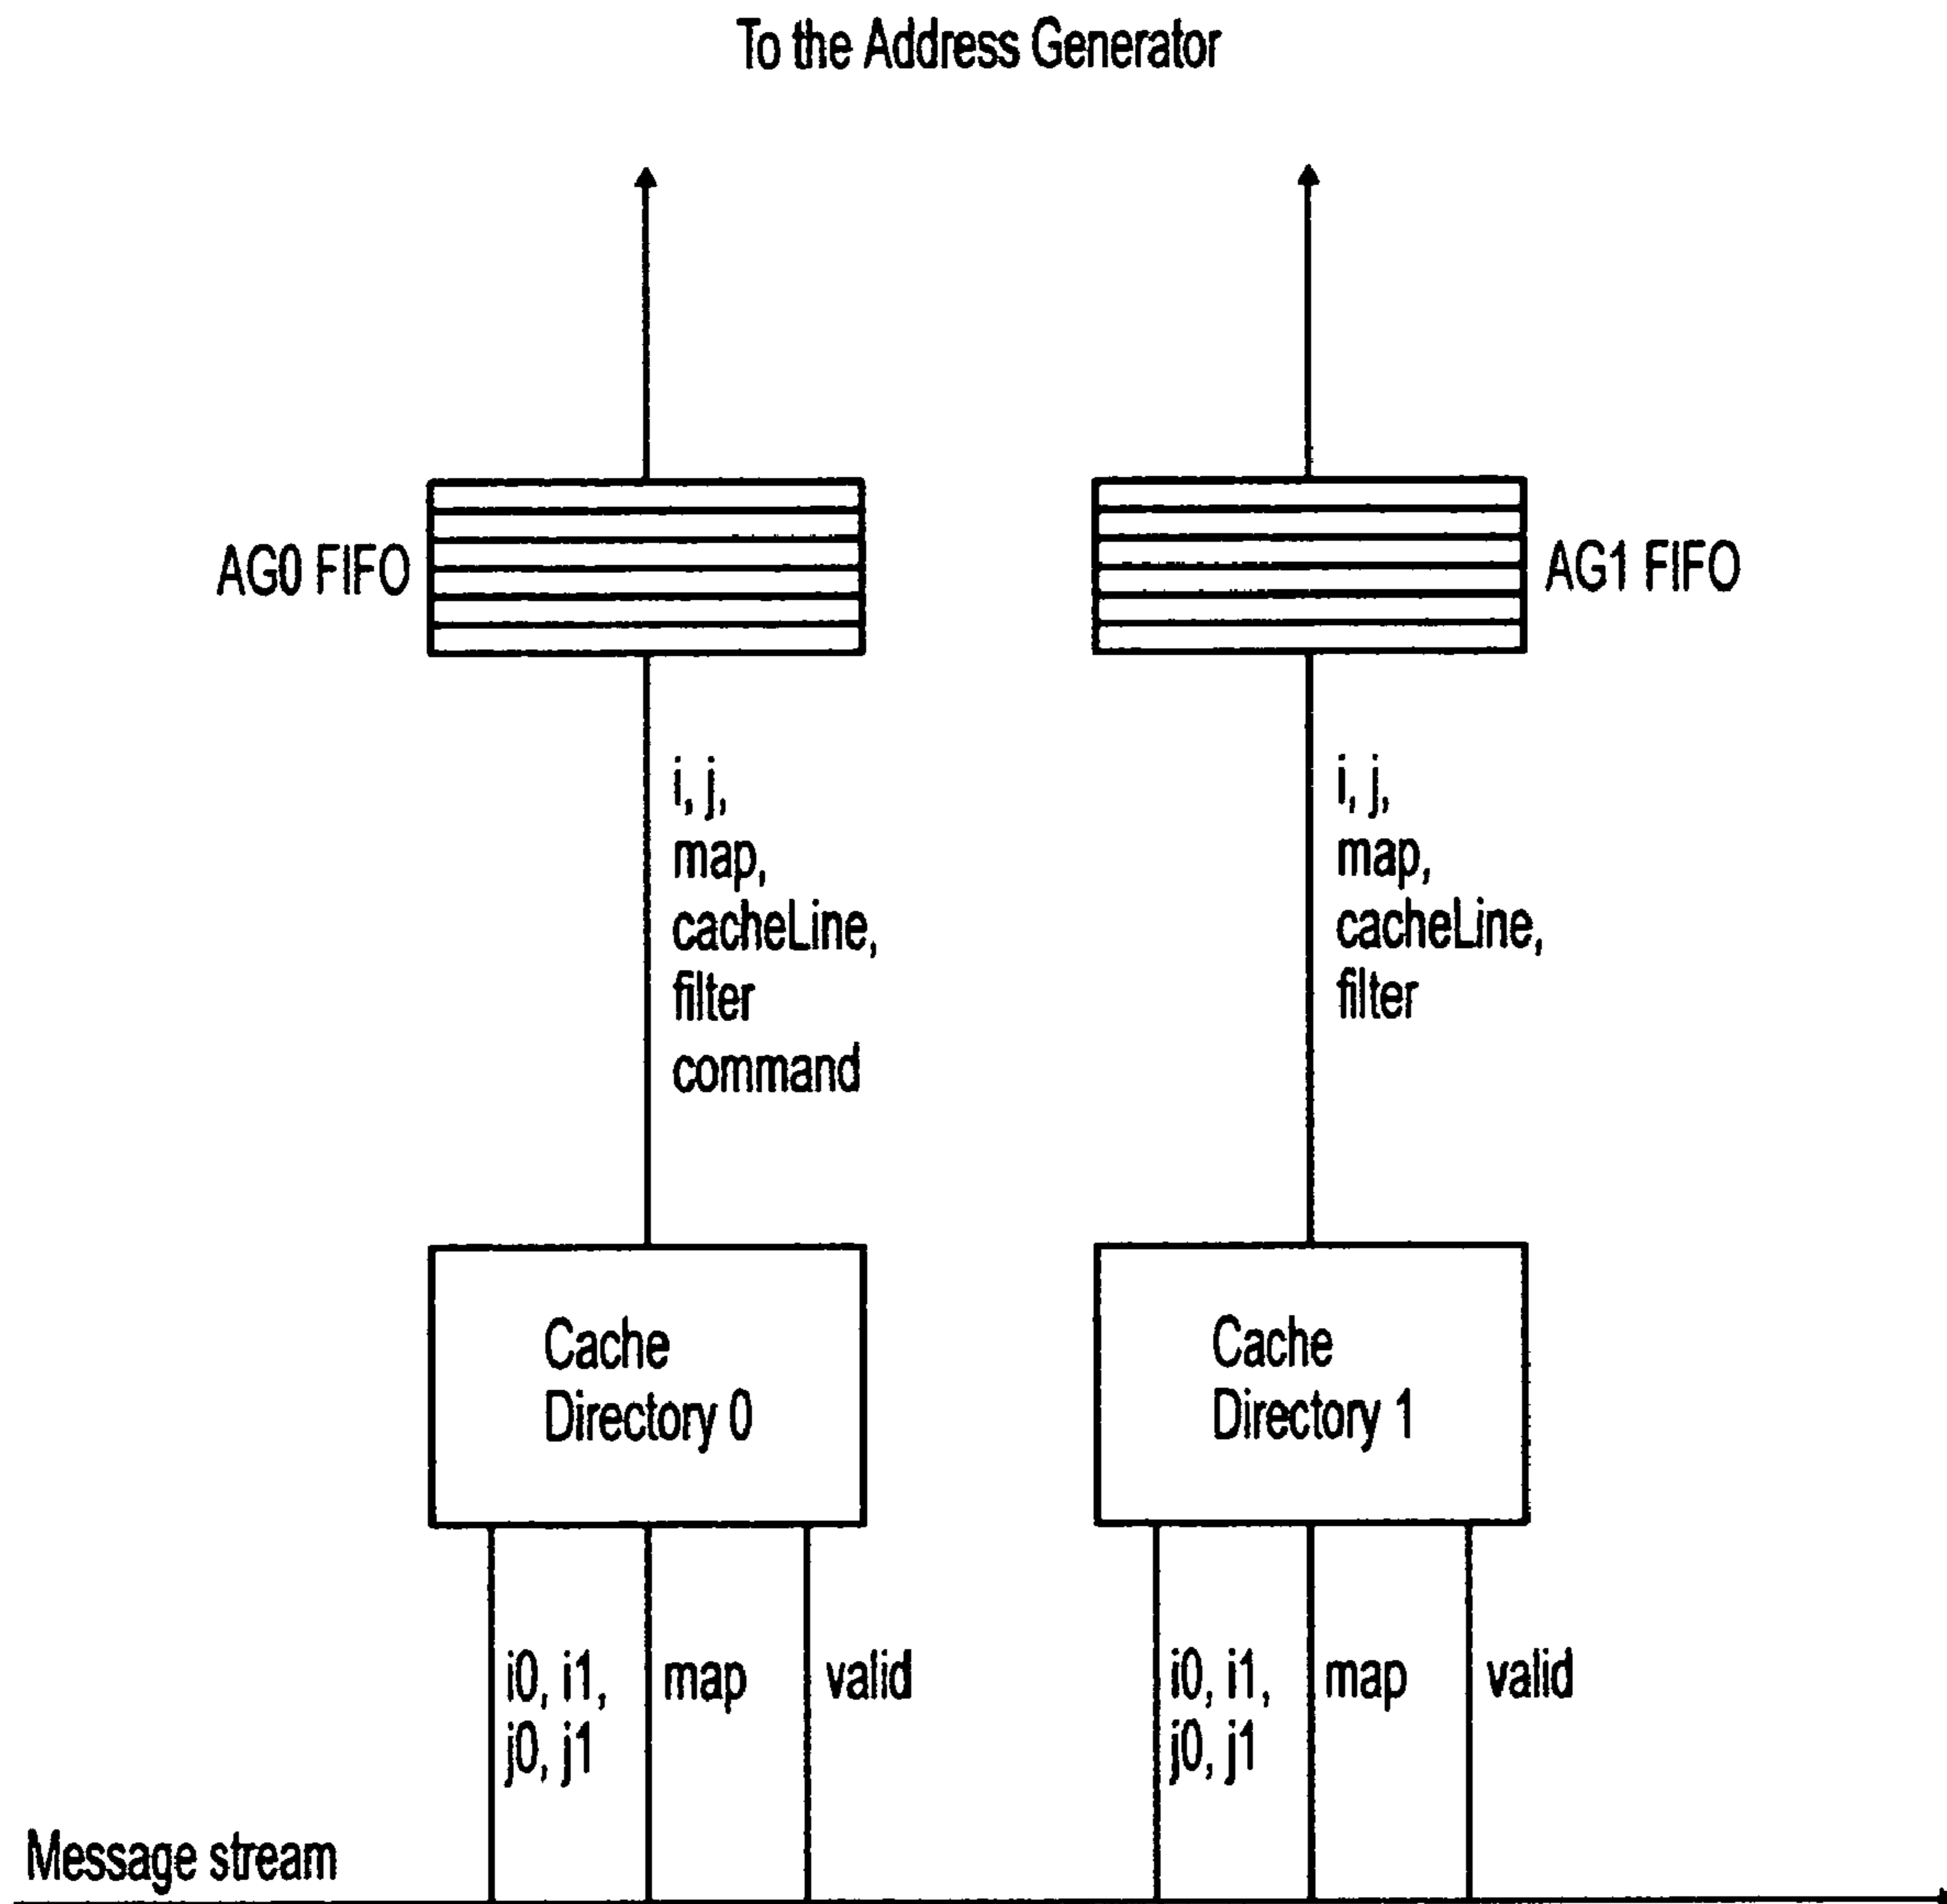 To the Address Generator
AG0 FIFO
AG1 FIFO
i, j,
map,
cacheLine,
filter
command
i, j,
map,
cacheLine,
filter
Cache
Directory 0
Cache
Directory 1
i0, i1,
j0, j1
map
valid
i0, i1,
j0, j1
map
valid
Message stream